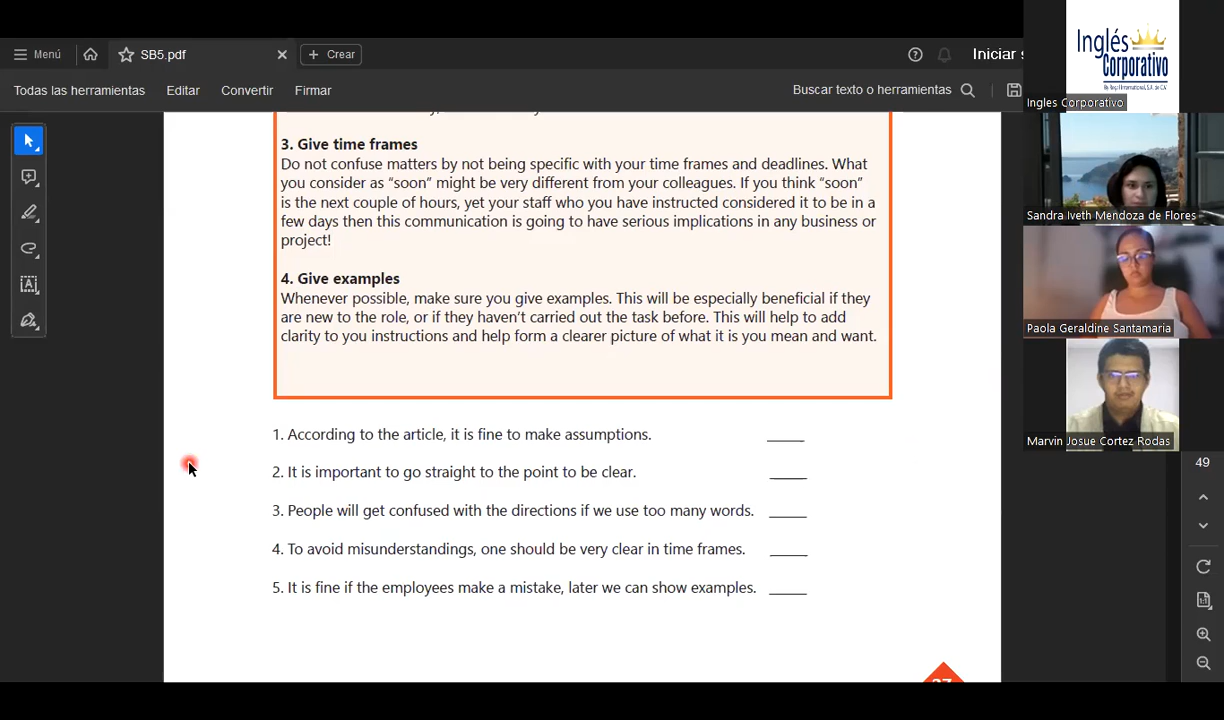 Menú
SB5.pdf
Crear
Iniciar s
Todas las herramientas
Editar
Convertir
Firmar
Buscar texto o herramientas
Inglés
Corporativo
Ingles Corporativo
3. Give time frames
Do not confuse matters by not being specific with your time frames and deadlines. What
you consider as “soon” might be very different from your colleagues. If you think “soon”
is the next couple of hours, yet your staff who you have instructed considered it to be in a
few days then this communication is going to have serious implications in any business or
project!
4. Give examples
Whenever possible, make sure you give examples. This will be especially beneficial if they
are new to the role, or if they haven’t carried out the task before. This will help to add
clarity to you instructions and help form a clearer picture of what it is you mean and want.
1. According to the article, it is fine to make assumptions. _____
2. It is important to go straight to the point to be clear. _____
3. People will get confused with the directions if we use too many words. _____
4. To avoid misunderstandings, one should be very clear in time frames. _____
5. It is fine if the employees make a mistake, later we can show examples. _____
Sandra Iveth Mendoza de Flores
Paola Geraldine Santamaria
Marvin Josue Cortez Rodas
49